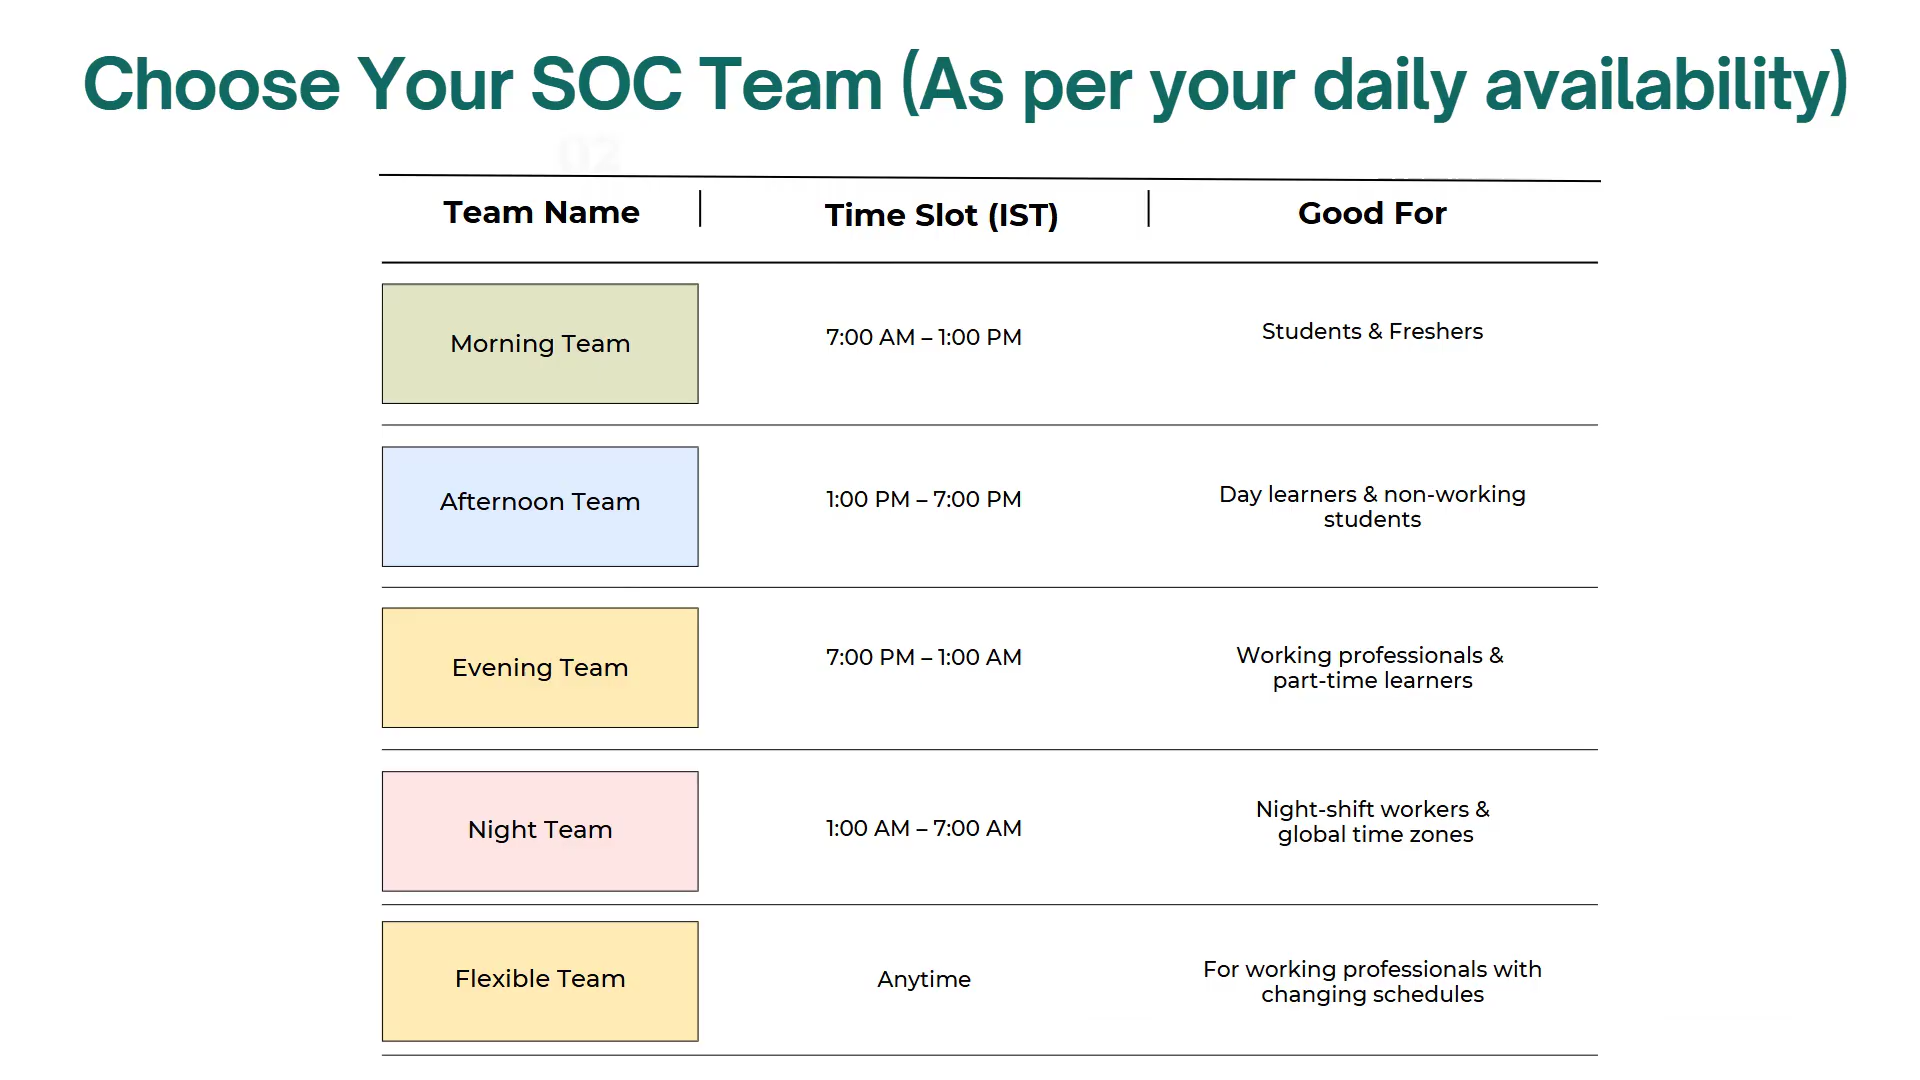 Choose Your SOC Team (As per your daily availability)
02
Team Name | Time Slot (IST) | Good For
Morning Team 7:00 AM – 1:00 PM Students & Freshers
Afternoon Team 1:00 PM – 7:00 PM Day learners & non-working
students
Evening Team 7:00 PM – 1:00 AM Working professionals &
part-time learners
Night Team 1:00 AM – 7:00 AM Night-shift workers &
global time zones
Flexible Team Anytime For working professionals with
changing schedules